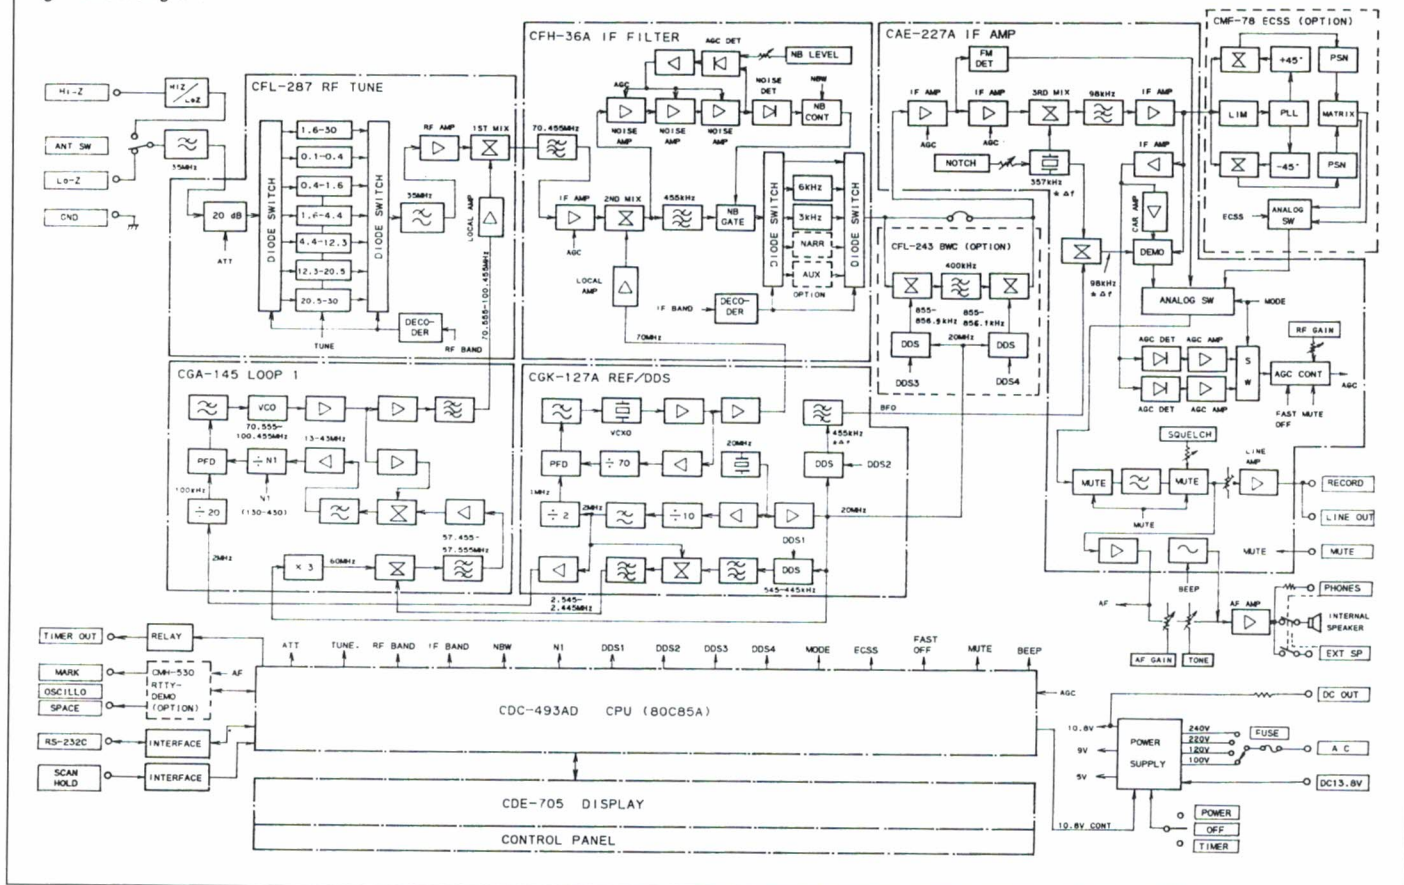 Hi-Z
ANT SW
Lo-Z
GND
HiZ
LoZ
35MHz
20 dB
ATT
CFL-287 RF TUNE
DIODE SWITCH
1.6-30
0.1-0.4
0.4-1.6
1.6-4.4
4.4-12.3
12.3-20.5
20.5-30
TUNE
DIODE SWITCH
DECO-
DER
RF BAND
RF AMP
35MHz
1ST MIX
LOCAL AMP
70.555-100.455MHz
CFH-36A IF FILTER
70.455MHz
AGC DET
NB LEVEL
AGC
NOISE
AMP
NOISE
AMP
NOISE
AMP
NOISE
DET
NBW
NB
CONT
IF AMP
AGC
2ND MIX
455kHz
NB
GATE
LOCAL
AMP
70MHz
IF BAND
DECO-
DER
DIODE SWITCH
6kHz
3kHz
NARR
AUX
OPTION
DIODE SWITCH
CAE-227A IF AMP
FM
DET
IF AMP
AGC
IF AMP
AGC
3RD MIX
98kHz
IF AMP
NOTCH
357kHz
± Δf
IF AMP
CAR AMP
DEMO
98kHz
± Δf
ANALOG SW
MODE
CFL-243 BWC (OPTION)
400kHz
855-
856.9kHz
855-
856.1kHz
DDS
20MHz
DDS
DDS3
DDS4
CMF-78 ECSS (OPTION)
+45°
PSN
LIM
PLL
MATRIX
-45°
PSN
ECSS
ANALOG
SW
AGC DET
AGC AMP
AGC DET
AGC AMP
S
W
RF GAIN
AGC CONT
AGC
FAST
OFF
MUTE
CGA-145 LOOP 1
VCO
70.555-
100.455MHz
13-43MHz
PFD
÷ N1
100kHz
N1
(130-430)
÷20
2MHz
57.455-
57.555MHz
× 3
60MHz
CGK-127A REF/DDS
VCXO
PFD
÷ 70
20MHz
1MHz
÷ 2
2MHz
÷10
20MHz
DDS1
DDS
545-445kHz
2.545-
2.445MHz
455kHz
± Δf
DDS
DDS2
BFO
SQUELCH
MUTE
MUTE
MUTE
LINE
AMP
RECORD
LINE OUT
MUTE
MUTE
BEEP
AF
AF GAIN
TONE
AF AMP
PHONES
INTERNAL
SPEAKER
EXT SP
TIMER OUT
RELAY
MARK
OSCILLO
SPACE
CMH-530
RTTY-
DEMO
(OPTION)
AF
RS-232C
INTERFACE
SCAN
HOLD
INTERFACE
ATT
TUNE.
RF BAND
IF BAND
NBW
N1
DDS1
DDS2
DDS3
DDS4
MODE
ECSS
FAST
OFF
MUTE
BEEP
CDC-493AD CPU (80C85A)
AGC
CDE-705 DISPLAY
CONTROL PANEL
10.8V
9V
5V
POWER
SUPPLY
240V
220V
120V
100V
FUSE
DC OUT
A C
DC13.8V
10.8V CONT
POWER
OFF
TIMER